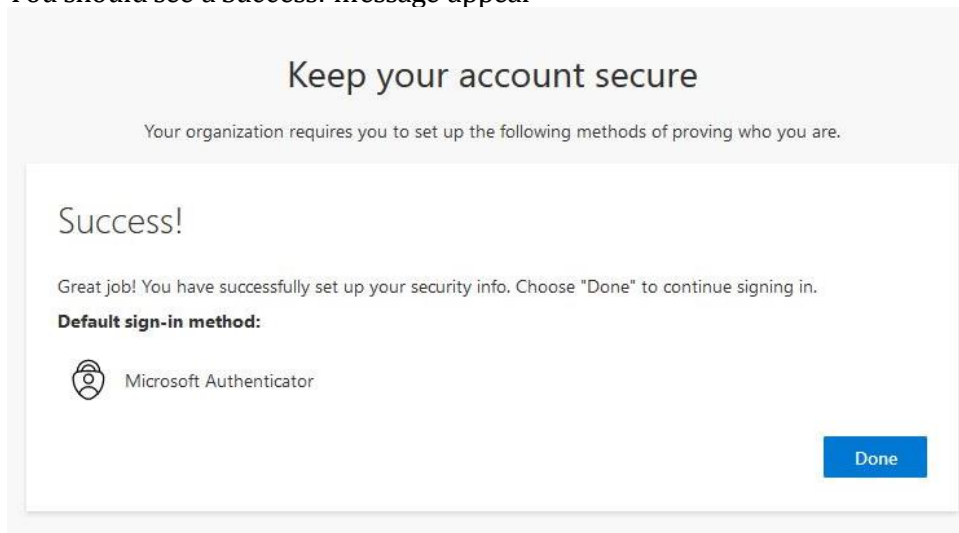 You should see a Success! message appear
Keep your account secure
Your organization requires you to set up the following methods of proving who you are.
Success!
Great job! You have successfully set up your security info. Choose "Done" to continue signing in.
Default sign-in method:
Microsoft Authenticator
Done